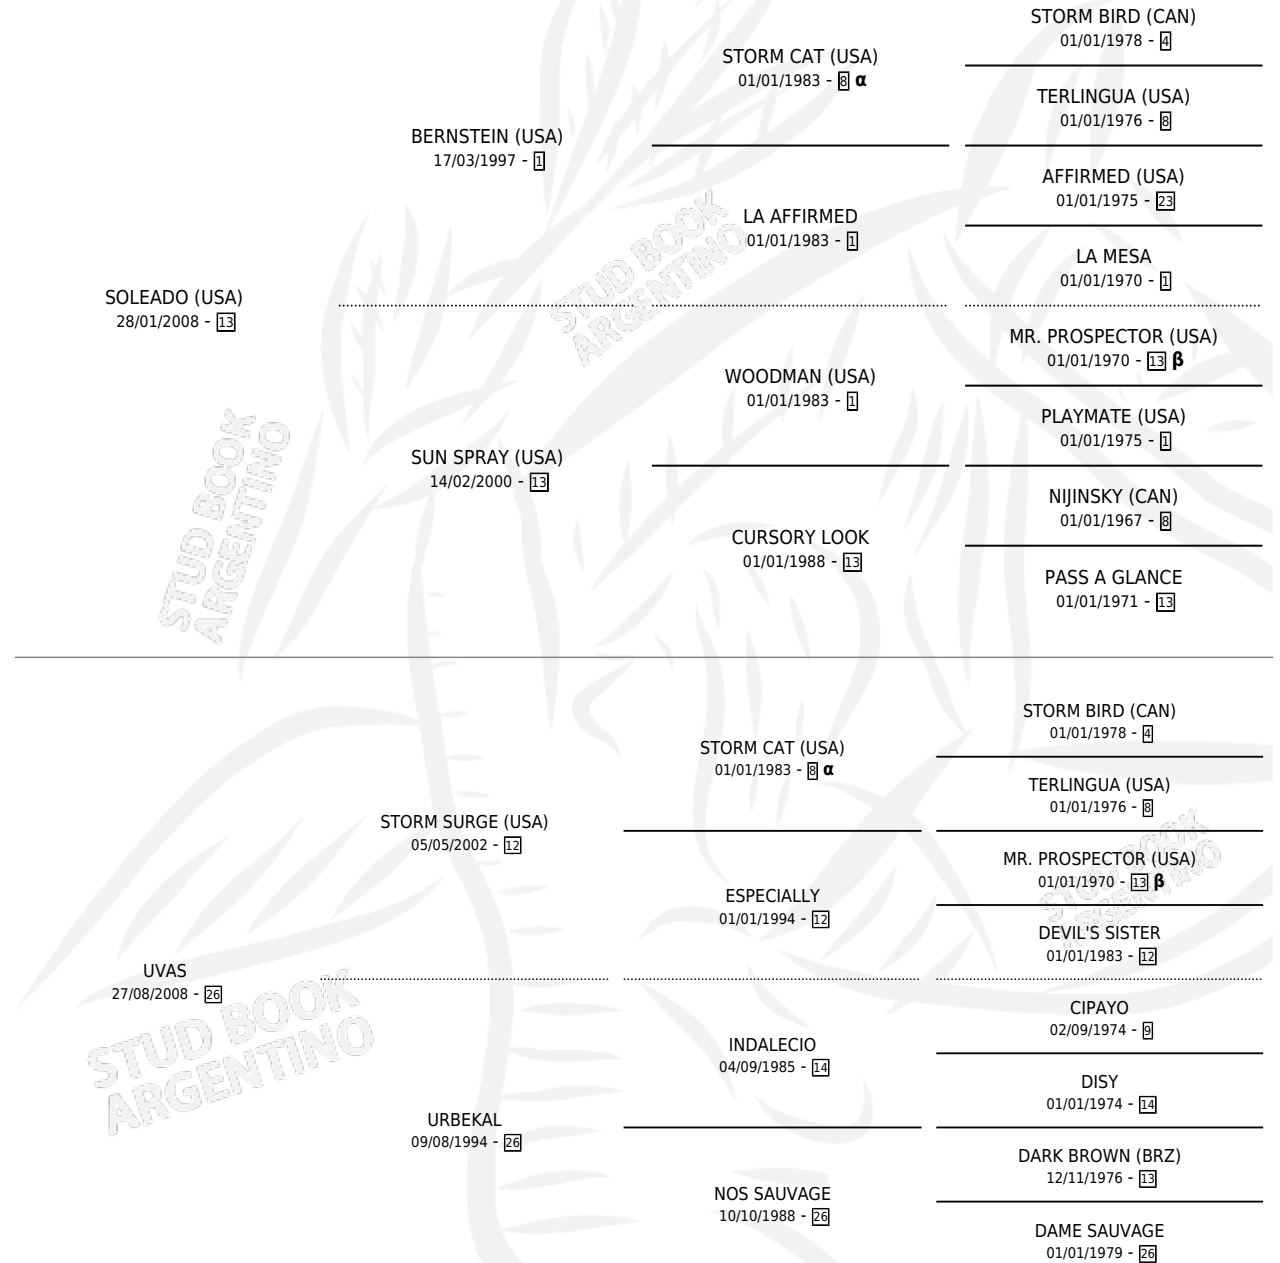 STORM BIRD (CAN)
01/01/1978 - 4
STORM CAT (USA)
01/01/1983 - 8 α
TERLINGUA (USA)
01/01/1976 - 8
BERNSTEIN (USA)
17/03/1997 - 1
AFFIRMED (USA)
01/01/1975 - 23
LA AFFIRMED
01/01/1983 - 1
LA MESA
01/01/1970 - 1
SOLEADO (USA)
28/01/2008 - 13
MR. PROSPECTOR (USA)
01/01/1970 - 13 β
WOODMAN (USA)
01/01/1983 - 1
PLAYMATE (USA)
01/01/1975 - 1
SUN SPRAY (USA)
14/02/2000 - 13
NIJINSKY (CAN)
01/01/1967 - 8
CURSORY LOOK
01/01/1988 - 13
PASS A GLANCE
01/01/1971 - 13
STUD BOOK
ARGENTINO
STUD BOOK
ARGENTINO
STORM BIRD (CAN)
01/01/1978 - 4
STORM CAT (USA)
01/01/1983 - 8 α
TERLINGUA (USA)
01/01/1976 - 8
STORM SURGE (USA)
05/05/2002 - 12
MR. PROSPECTOR (USA)
01/01/1970 - 13 β
ESPECIALLY
01/01/1994 - 12
DEVIL'S SISTER
01/01/1983 - 12
UVAS
27/08/2008 - 26
CIPAYO
02/09/1974 - 9
INDALECIO
04/09/1985 - 14
DISY
01/01/1974 - 14
URBEKAL
09/08/1994 - 26
DARK BROWN (BRZ)
12/11/1976 - 13
NOS SAUVAGE
10/10/1988 - 26
DAME SAUVAGE
01/01/1979 - 26
STUD BOOK
ARGENTINO
STUD BOOK
ARGENTINO